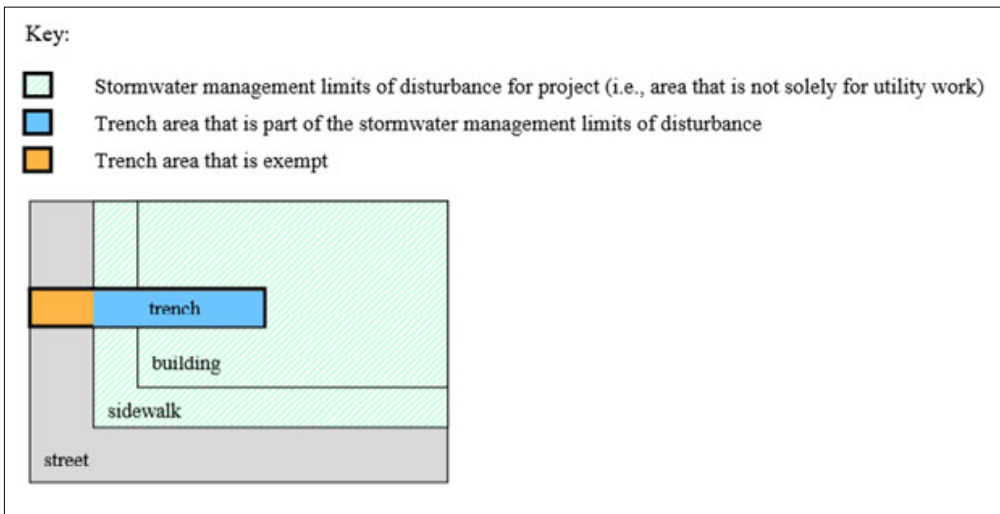 Key:
Stormwater management limits of disturbance for project (i.e., area that is not solely for utility work)
Trench area that is part of the stormwater management limits of disturbance
Trench area that is exempt
trench
building
sidewalk
street